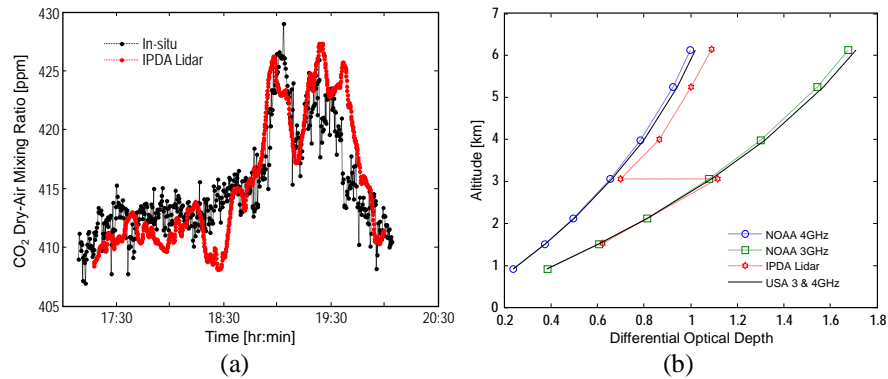 430
425
420
415
410
405
CO2 Dry-Air Mixing Ratio [ppm]
In-situ
IPDA Lidar
17:30
18:30
19:30
20:30
Time [hr:min]
(a)
7
6
5
4
3
2
1
0
Altitude [km]
NOAA 4GHz
NOAA 3GHz
IPDA Lidar
USA 3 & 4GHz
0.2
0.4
0.6
0.8
1
1.2
1.4
1.6
1.8
Differential Optical Depth
(b)